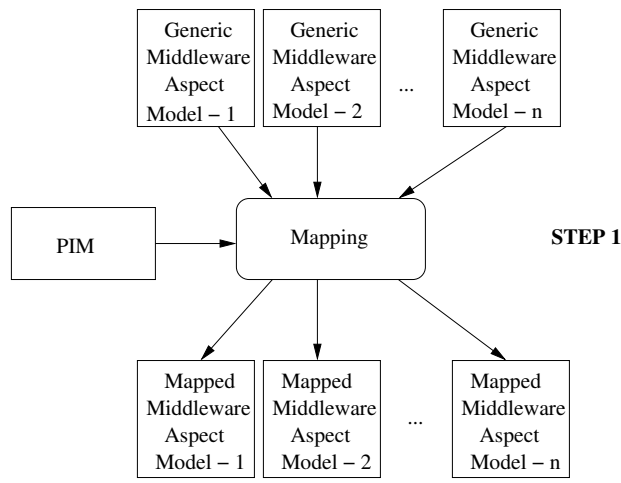 Generic
Middleware
Aspect
Model – 1
Generic
Middleware
Aspect
Model – 2
...
Generic
Middleware
Aspect
Model – n
PIM
Mapping
STEP 1
Mapped
Middleware
Aspect
Model – 1
Mapped
Middleware
Aspect
Model – 2
...
Mapped
Middleware
Aspect
Model – n